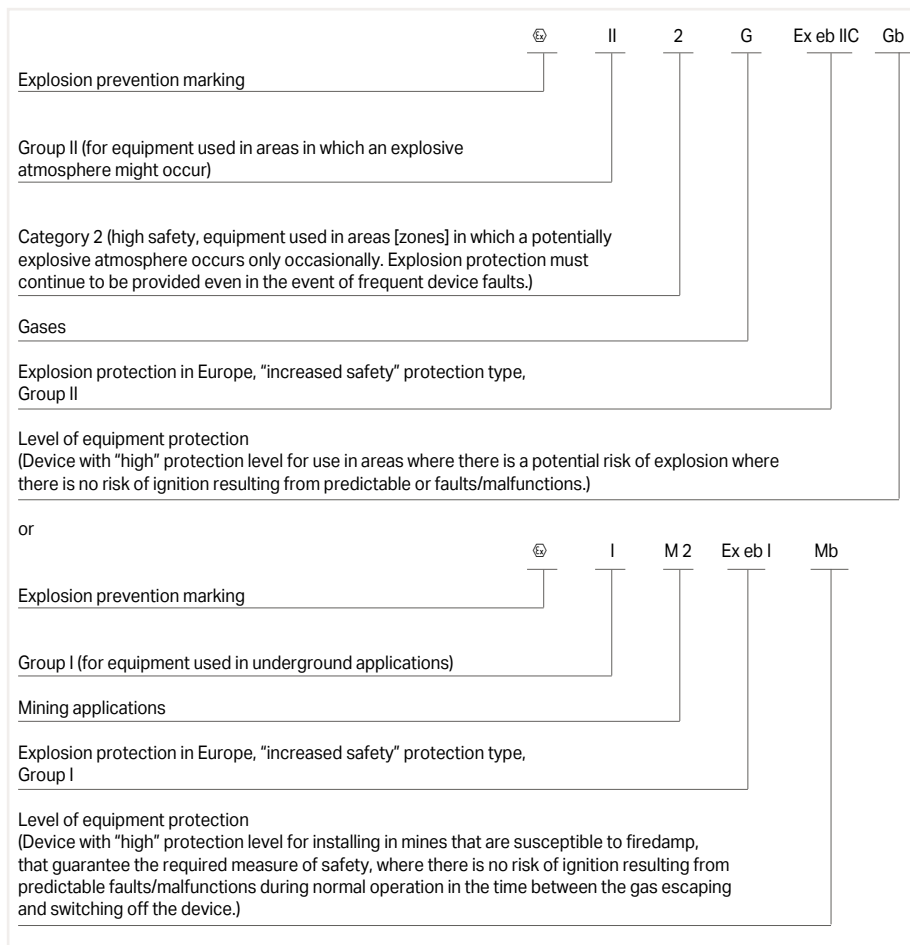 Ex II 2 G Ex eb IIC Gb
Explosion prevention marking
Group II (for equipment used in areas in which an explosive
atmosphere might occur)
Category 2 (high safety, equipment used in areas [zones] in which a potentially
explosive atmosphere occurs only occasionally. Explosion protection must
continue to be provided even in the event of frequent device faults.)
Gases
Explosion protection in Europe, “increased safety” protection type,
Group II
Level of equipment protection
(Device with “high” protection level for use in areas where there is a potential risk of explosion where
there is no risk of ignition resulting from predictable or faults/malfunctions.)
or
Ex I M 2 Ex eb I Mb
Explosion prevention marking
Group I (for equipment used in underground applications)
Mining applications
Explosion protection in Europe, “increased safety” protection type,
Group I
Level of equipment protection
(Device with “high” protection level for installing in mines that are susceptible to firedamp,
that guarantee the required measure of safety, where there is no risk of ignition resulting from
predictable faults/malfunctions during normal operation in the time between the gas escaping
and switching off the device.)